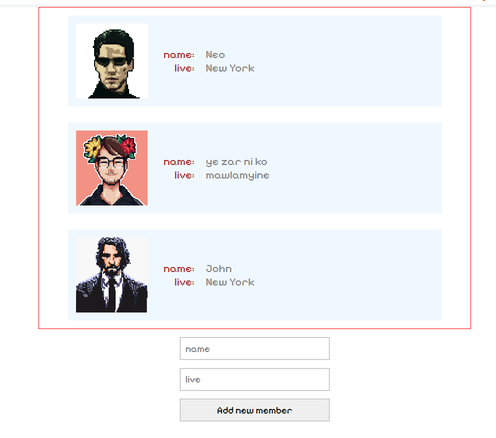 name: Neo
live: New York
name: ye zar ni ko
live: mawlamyine
name: John
live: New York
name
live
Add new member